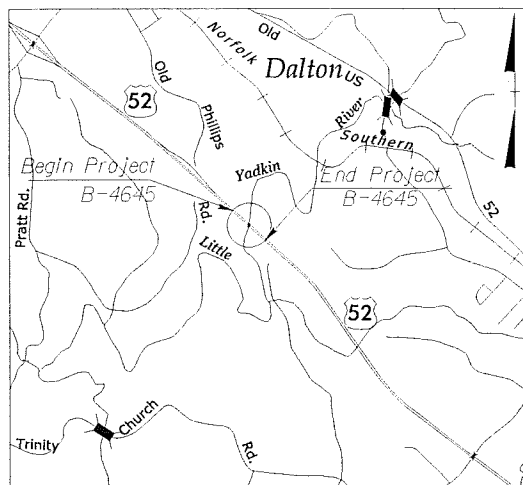 Old
Norfolk
Dalton
US
Old
52
Phillips
River
Southern
Begin Project
B-4645
Yadkin
End Project
B-4645
Pratt Rd.
Rd.
52
Little
52
Trinity
Church
Rd.